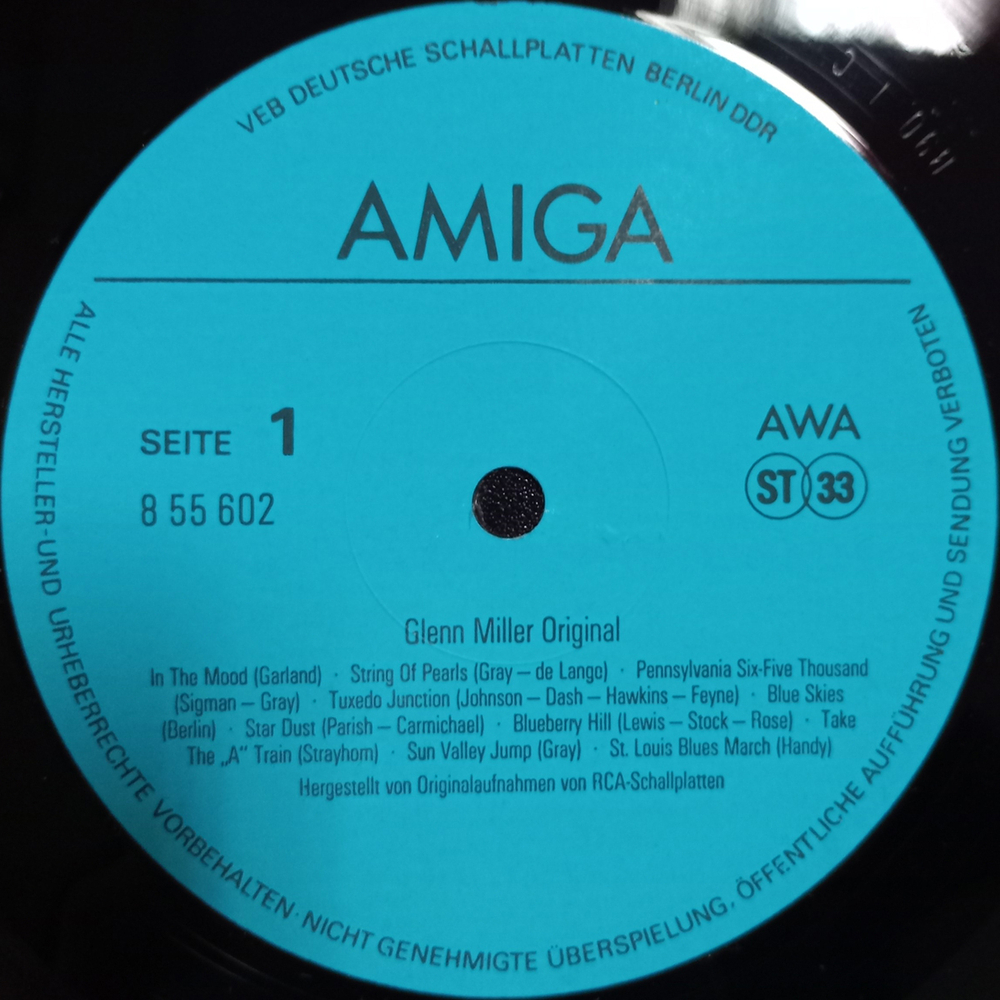 VEB DEUTSCHE SCHALLPLATTEN BERLIN DDR
AMIGA
SEITE 1
8 55 602
AWA
ST 33
Glenn Miller Original
In The Mood (Garland) · String Of Pearls (Gray – de Lange) · Pennsylvania Six-Five Thousand
(Sigman – Gray) · Tuxedo Junction (Johnson – Dash – Hawkins – Feyne) · Blue Skies
(Berlin) · Star Dust (Parish – Carmichael) · Blueberry Hill (Lewis – Stock – Rose) · Take
The „A“ Train (Strayhorn) · Sun Valley Jump (Gray) · St. Louis Blues March (Handy)
Hergestellt von Originalaufnahmen von RCA-Schallplatten
ALLE HERSTELLER-UND URHEBERRECHTE VORBEHALTEN · NICHT GENEHMIGTE ÜBERSPIELUNG, ÖFFENTLICHE AUFFÜHRUNG UND SENDUNG VERBOTEN